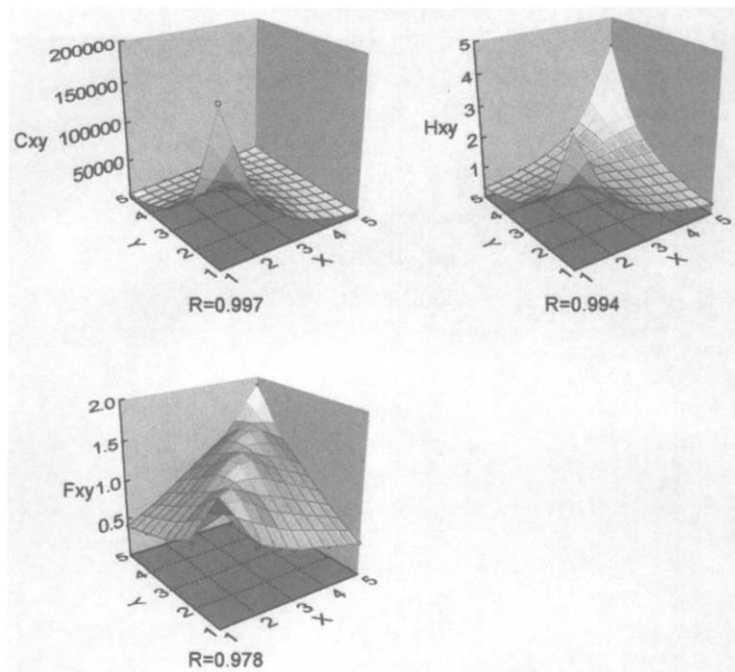 200000
150000
Cxy 100000
50000
5 4 3 2 1
Y
1 2 3 4 5
X
R=0.997
5
4
3
Hxy 2
1
5 4 3 2 1
Y
1 2 3 4 5
X
R=0.994
2.0
1.5
Fxy 1.0
0.5
5 4 3 2 1
Y
1 2 3 4 5
X
R=0.978